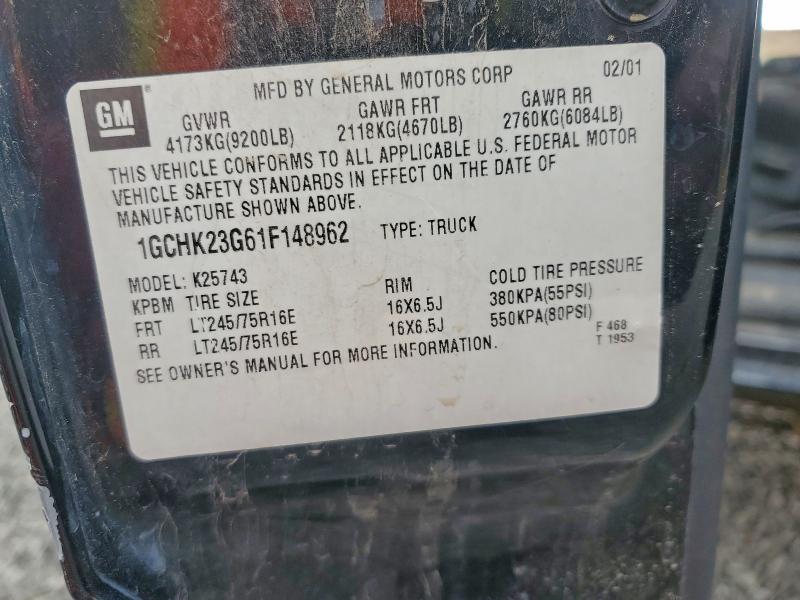 GM
MFD BY GENERAL MOTORS CORP 02/01
GVWR GAWR FRT GAWR RR
4173KG(9200LB) 2118KG(4670LB) 2760KG(6084LB)
THIS VEHICLE CONFORMS TO ALL APPLICABLE U.S. FEDERAL MOTOR
VEHICLE SAFETY STANDARDS IN EFFECT ON THE DATE OF
MANUFACTURE SHOWN ABOVE.
1GCHK23G61F148962 TYPE: TRUCK
MODEL: K25743
KPBM TIRE SIZE RIM COLD TIRE PRESSURE
FRT LT245/75R16E 16X6.5J 380KPA(55PSI)
RR LT245/75R16E 16X6.5J 550KPA(80PSI)
SEE OWNER'S MANUAL FOR MORE INFORMATION.
F 468
T 1953